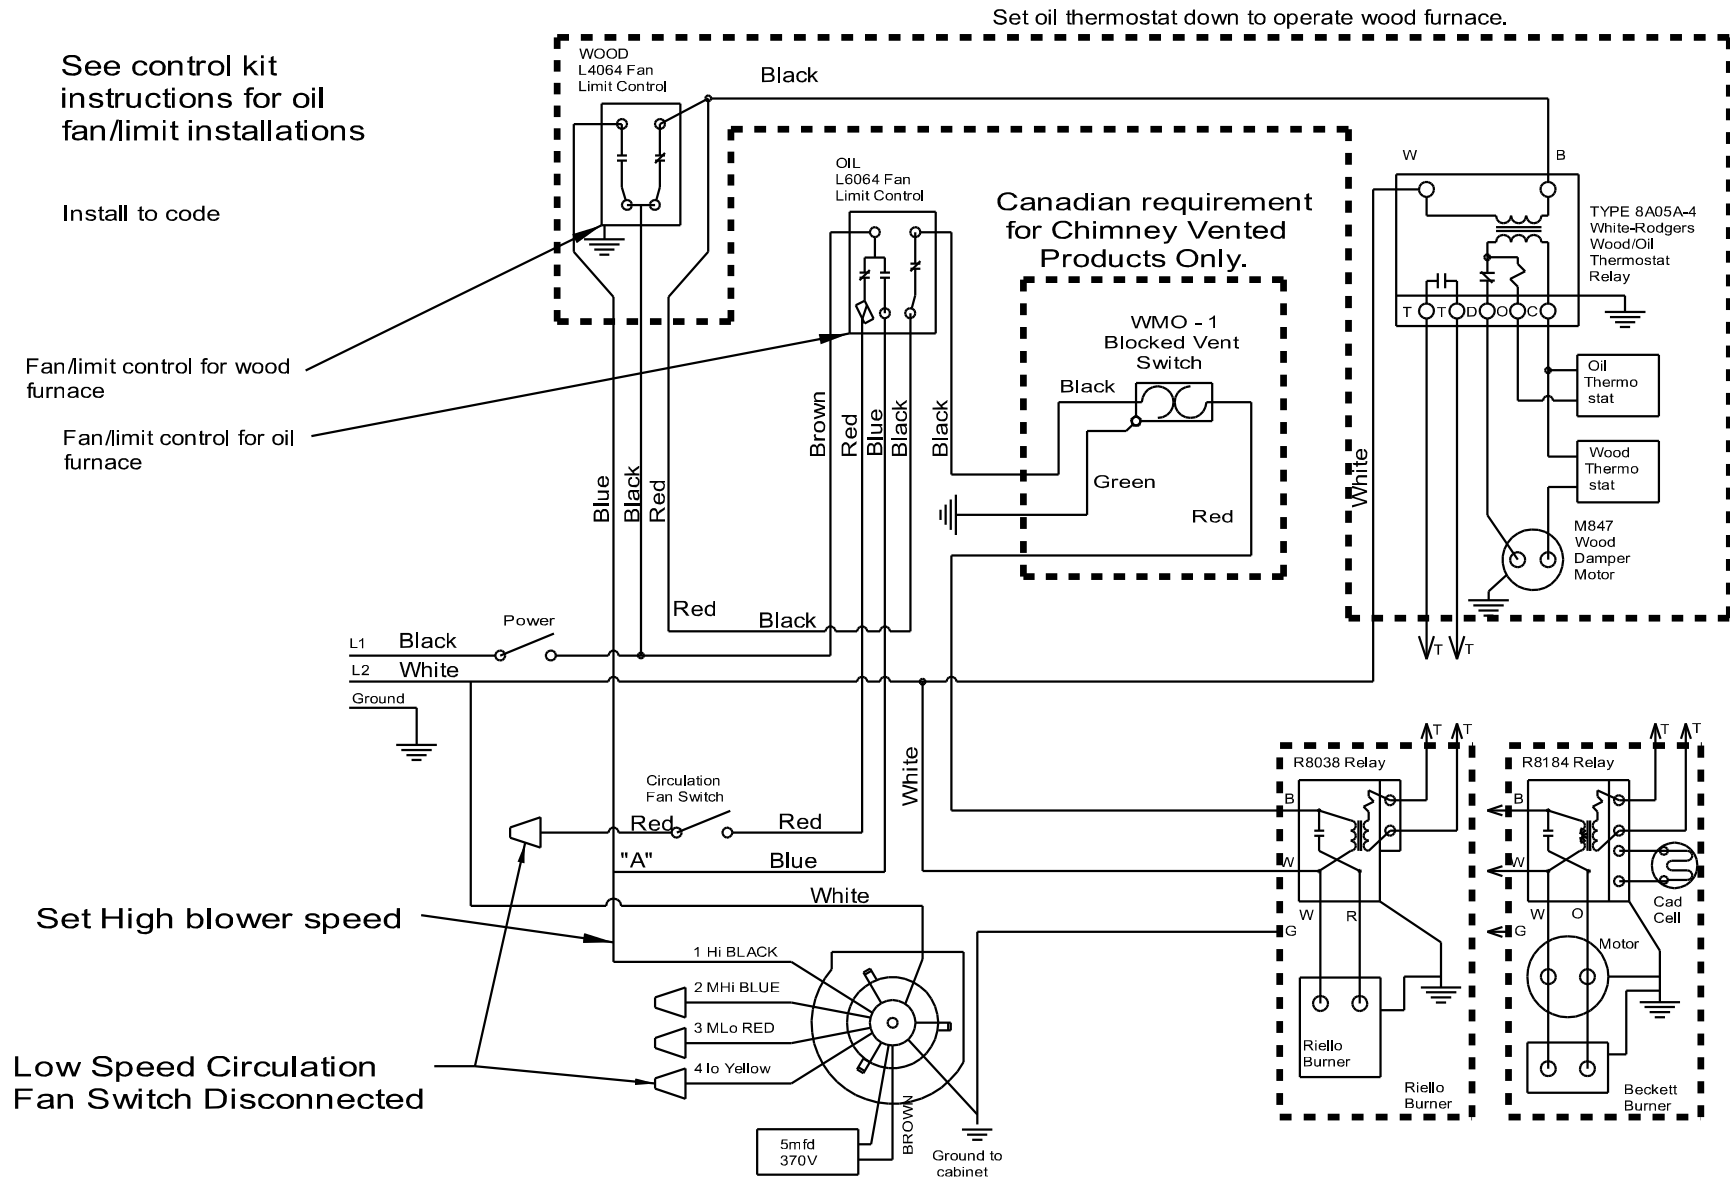 Set oil thermostat down to operate wood furnace.
See control kit
instructions for oil
fan/limit installations
Install to code
WOOD
L4064 Fan
Limit Control
Black
OIL
L6064 Fan
Limit Control
Canadian requirement
for Chimney Vented
Products Only.
W
B
TYPE 8A05A-4
White-Rodgers
Wood/Oil
Thermostat
Relay
T
T
D
O
C
WMO - 1
Blocked Vent
Switch
Black
Green
Red
Oil
Thermo
stat
Wood
Thermo
stat
M847
Wood
Damper
Motor
White
Fan/limit control for wood
furnace
Fan/limit control for oil
furnace
Blue
Black
Red
Brown
Red
Blue
Black
Black
Red
Black
Power
L1
Black
L2
White
Ground
T
T
White
Circulation
Fan Switch
Red
Red
"A"
Blue
White
Set High blower speed
1 Hi BLACK
2 MHi BLUE
3 MLo RED
4 lo Yellow
Low Speed Circulation
Fan Switch Disconnected
5mfd
370V
BROWN
Ground to
cabinet
T
T
R8038 Relay
B
W
W
R
G
Riello
Burner
Riello
Burner
T
T
R8184 Relay
B
W
W
O
G
Cad
Cell
Motor
Beckett
Burner